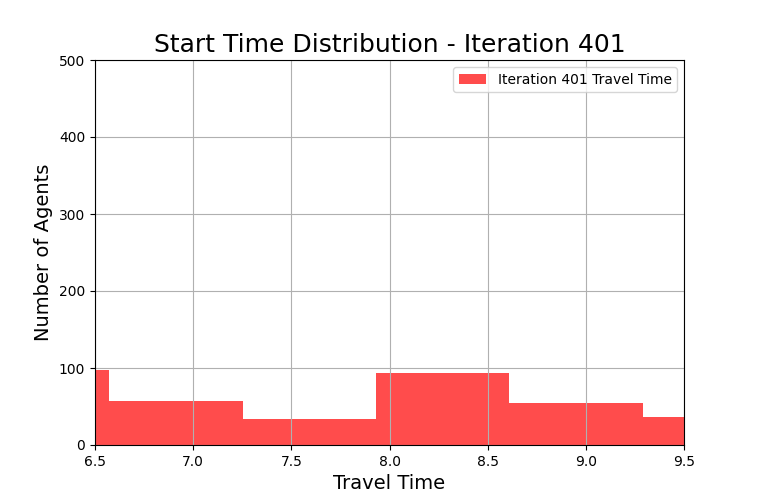 Start Time Distribution - Iteration 401
500
400
300
200
100
0
Number of Agents
Iteration 401 Travel Time
6.5 7.0 7.5 8.0 8.5 9.0 9.5
Travel Time